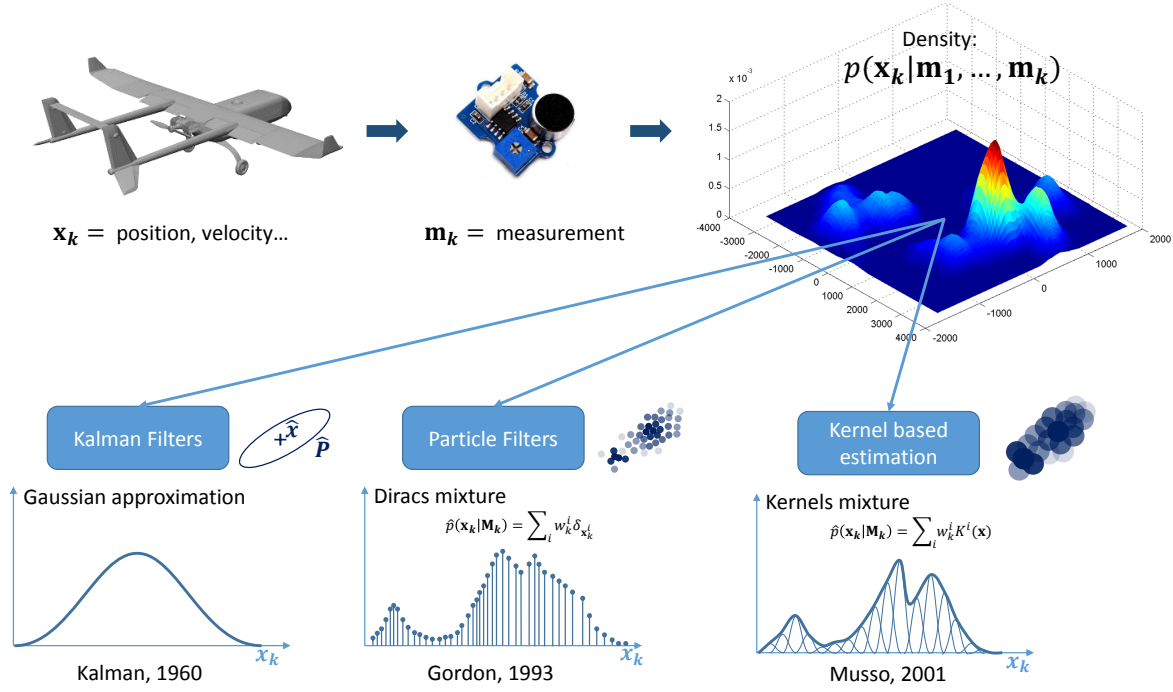 Density:
p(x_k|m_1, …, m_k)
x 10^-3
2
1.5
1
0.5
0
-4000
-3000
-2000
-1000
0
1000
2000
3000
4000
-2000
-1000
0
1000
2000
x_k = position, velocity…
m_k = measurement
Kalman Filters
+x̂
P̂
Particle Filters
Kernel based
estimation
Gaussian approximation
Diracs mixture
p̂(x_k|M_k) = ∑_i w_k^i δ_{x_k^i}
Kernels mixture
p̂(x_k|M_k) = ∑_i w_k^i K^i(x)
x_k
x_k
x_k
Kalman, 1960
Gordon, 1993
Musso, 2001